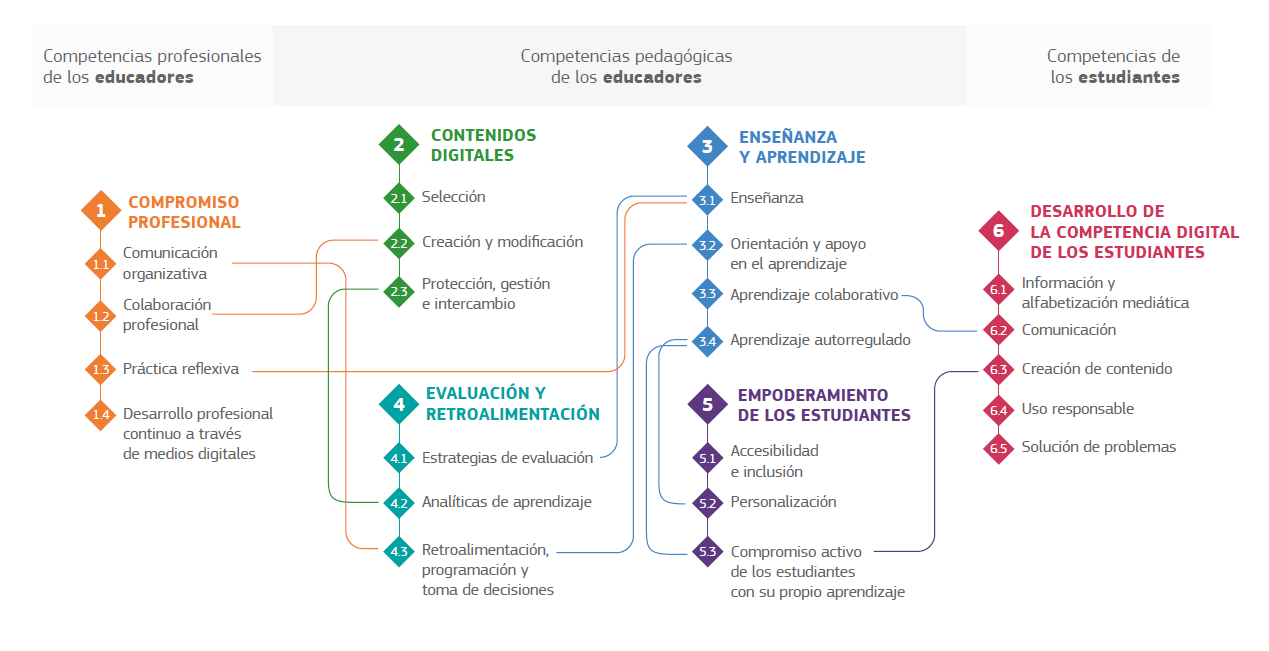 Competencias profesionales
de los educadores
Competencias pedagógicas
de los educadores
Competencias de
los estudiantes
1
COMPROMISO
PROFESIONAL
1.1
Comunicación
organizativa
1.2
Colaboración
profesional
1.3
Práctica reflexiva
1.4
Desarrollo profesional
continuo a través
de medios digitales
2
CONTENIDOS
DIGITALES
2.1
Selección
2.2
Creación y modificación
2.3
Protección, gestión
e intercambio
4
EVALUACIÓN Y
RETROALIMENTACIÓN
4.1
Estrategias de evaluación
4.2
Analíticas de aprendizaje
4.3
Retroalimentación,
programación y
toma de decisiones
3
ENSEÑANZA
Y APRENDIZAJE
3.1
Enseñanza
3.2
Orientación y apoyo
en el aprendizaje
3.3
Aprendizaje colaborativo
3.4
Aprendizaje autorregulado
5
EMPODERAMIENTO
DE LOS ESTUDIANTES
5.1
Accesibilidad
e inclusión
5.2
Personalización
5.3
Compromiso activo
de los estudiantes
con su propio aprendizaje
6
DESARROLLO DE
LA COMPETENCIA DIGITAL
DE LOS ESTUDIANTES
6.1
Información y
alfabetización mediática
6.2
Comunicación
6.3
Creación de contenido
6.4
Uso responsable
6.5
Solución de problemas